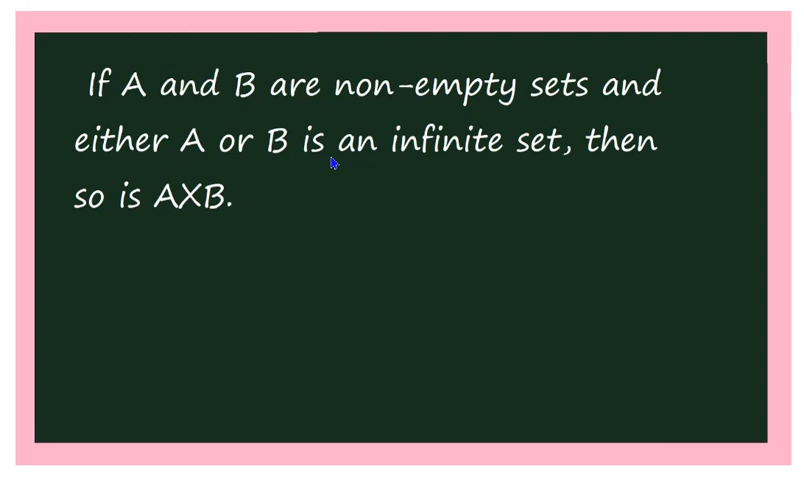 If A and B are non-empty sets and
either A or B is an infinite set, then
so is AXB.